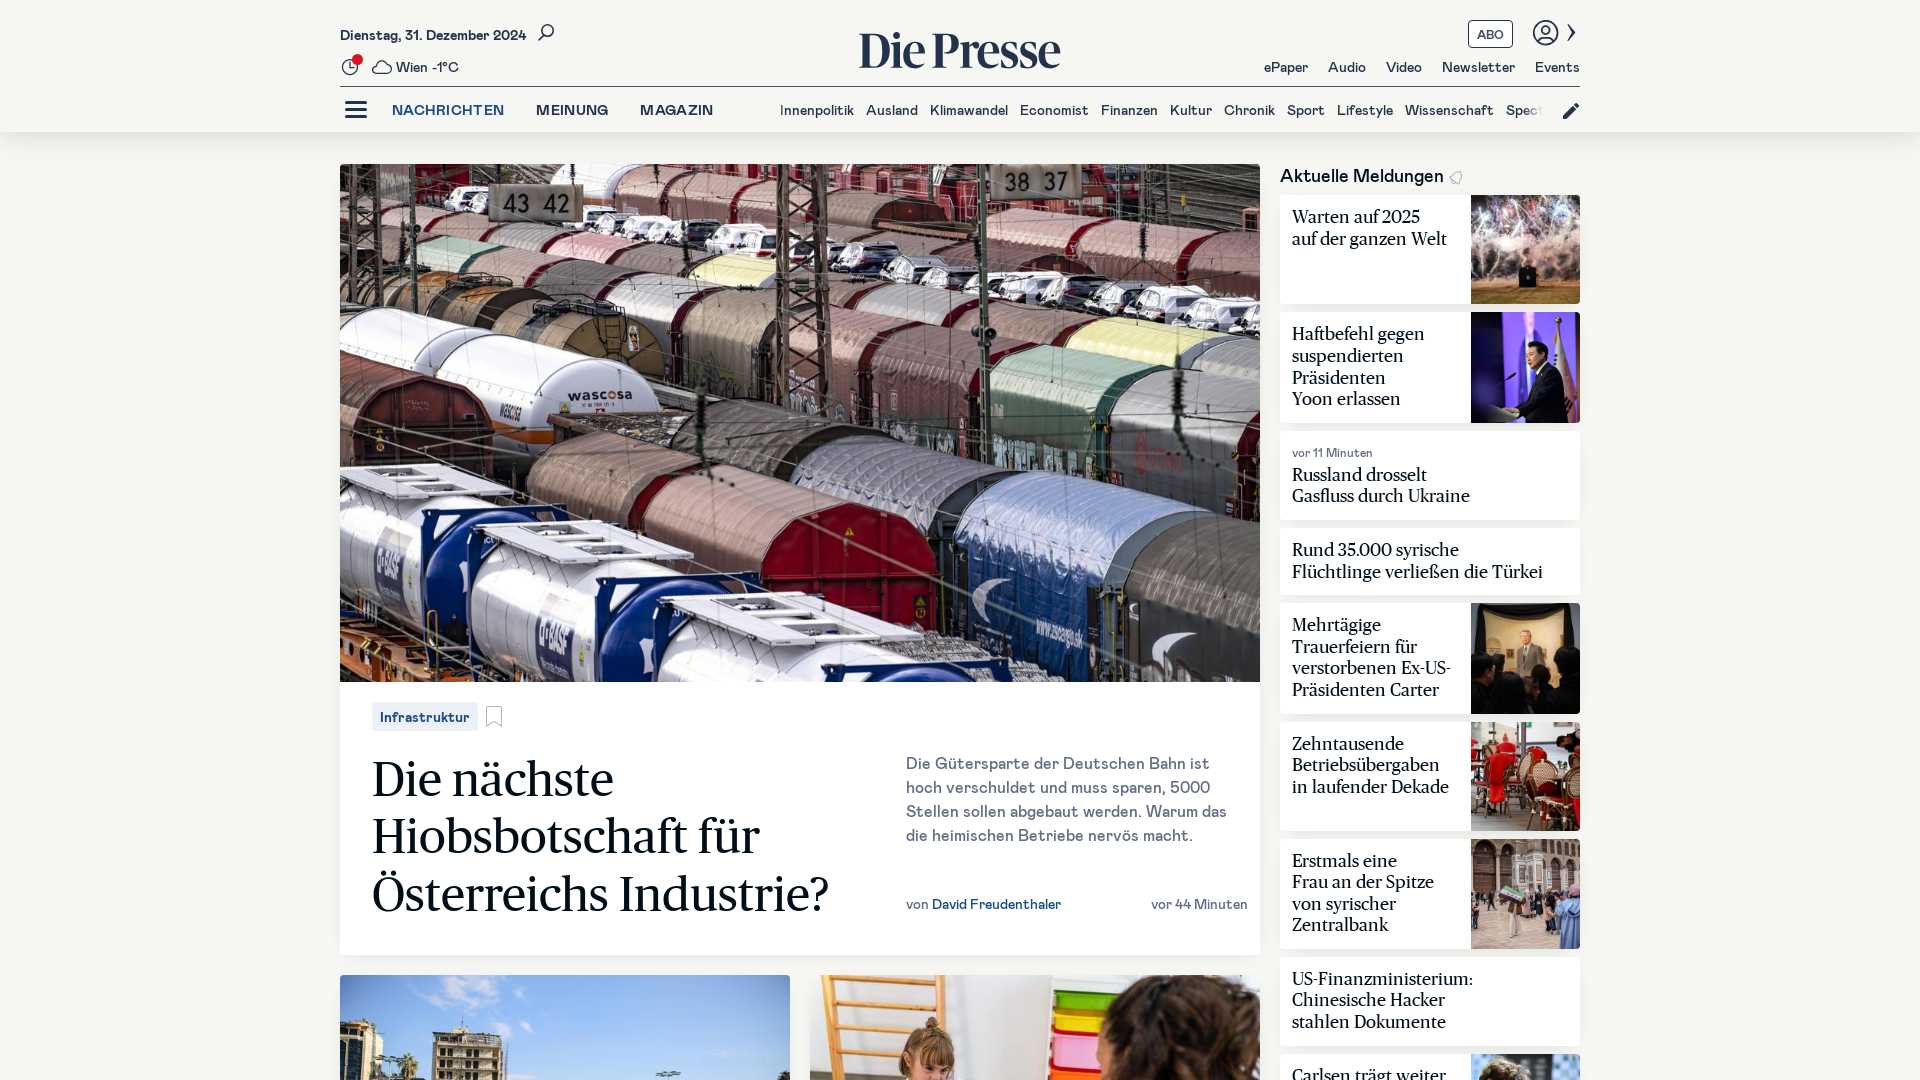 Dienstag, 31. Dezember 2024
Wien -1°C
Die Presse
ABO
ePaper Audio Video Newsletter Events
NACHRICHTEN MEINUNG MAGAZIN
Innenpolitik Ausland Klimawandel Economist Finanzen Kultur Chronik Sport Lifestyle Wissenschaft Spect
43 42
38 37
wascosa
wascosa
BASF
BASF
www.zscargo.sk
Infrastruktur
Die nächste
Hiobsbotschaft für
Österreichs Industrie?
Die Gütersparte der Deutschen Bahn ist
hoch verschuldet und muss sparen, 5000
Stellen sollen abgebaut werden. Warum das
die heimischen Betriebe nervös macht.
von David Freudenthaler
vor 44 Minuten
Aktuelle Meldungen
Warten auf 2025
auf der ganzen Welt
Haftbefehl gegen
suspendierten
Präsidenten
Yoon erlassen
vor 11 Minuten
Russland drosselt
Gasfluss durch Ukraine
Rund 35.000 syrische
Flüchtlinge verließen die Türkei
Mehrtägige
Trauerfeiern für
verstorbenen Ex-US-
Präsidenten Carter
Zehntausende
Betriebsübergaben
in laufender Dekade
Erstmals eine
Frau an der Spitze
von syrischer
Zentralbank
US-Finanzministerium:
Chinesische Hacker
stahlen Dokumente
Carlsen trägt weiter